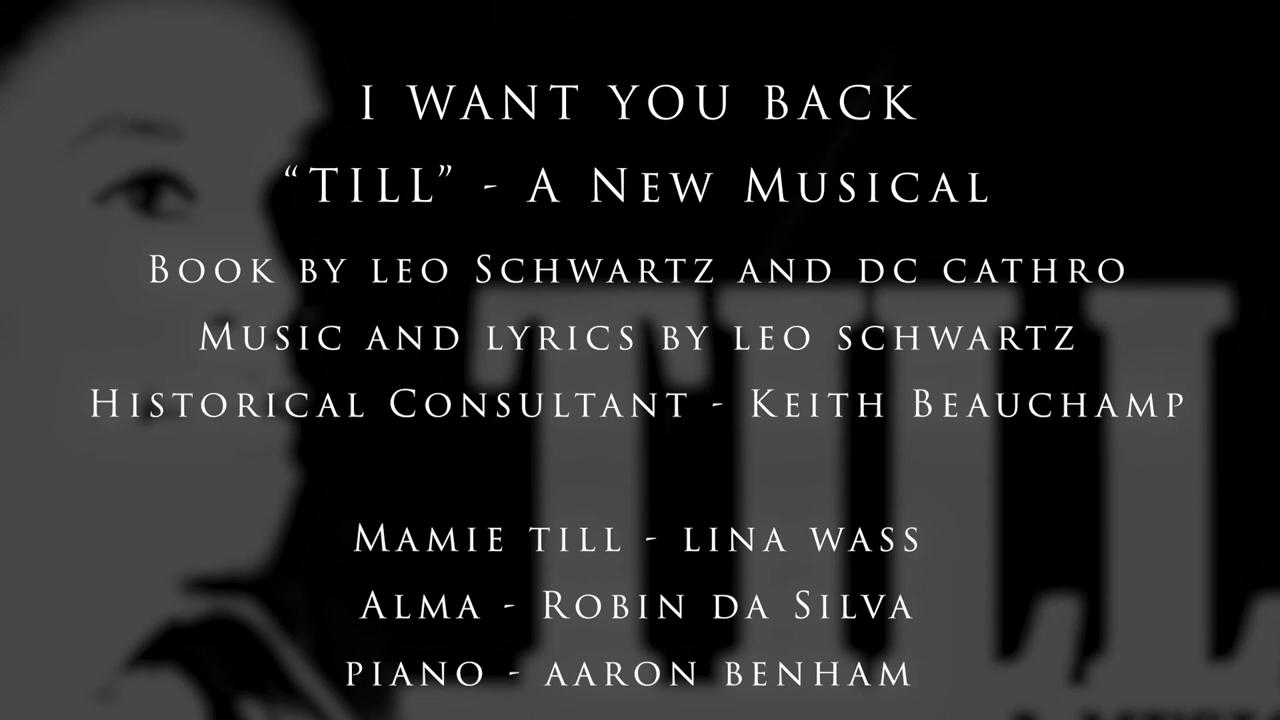 I WANT YOU BACK
“TILL” - A NEW MUSICAL
BOOK BY LEO SCHWARTZ AND DC CATHRO
MUSIC AND LYRICS BY LEO SCHWARTZ
HISTORICAL CONSULTANT - KEITH BEAUCHAMP
MAMIE TILL - LINA WASS
ALMA - ROBIN DA SILVA
PIANO - AARON BENHAM
TILL